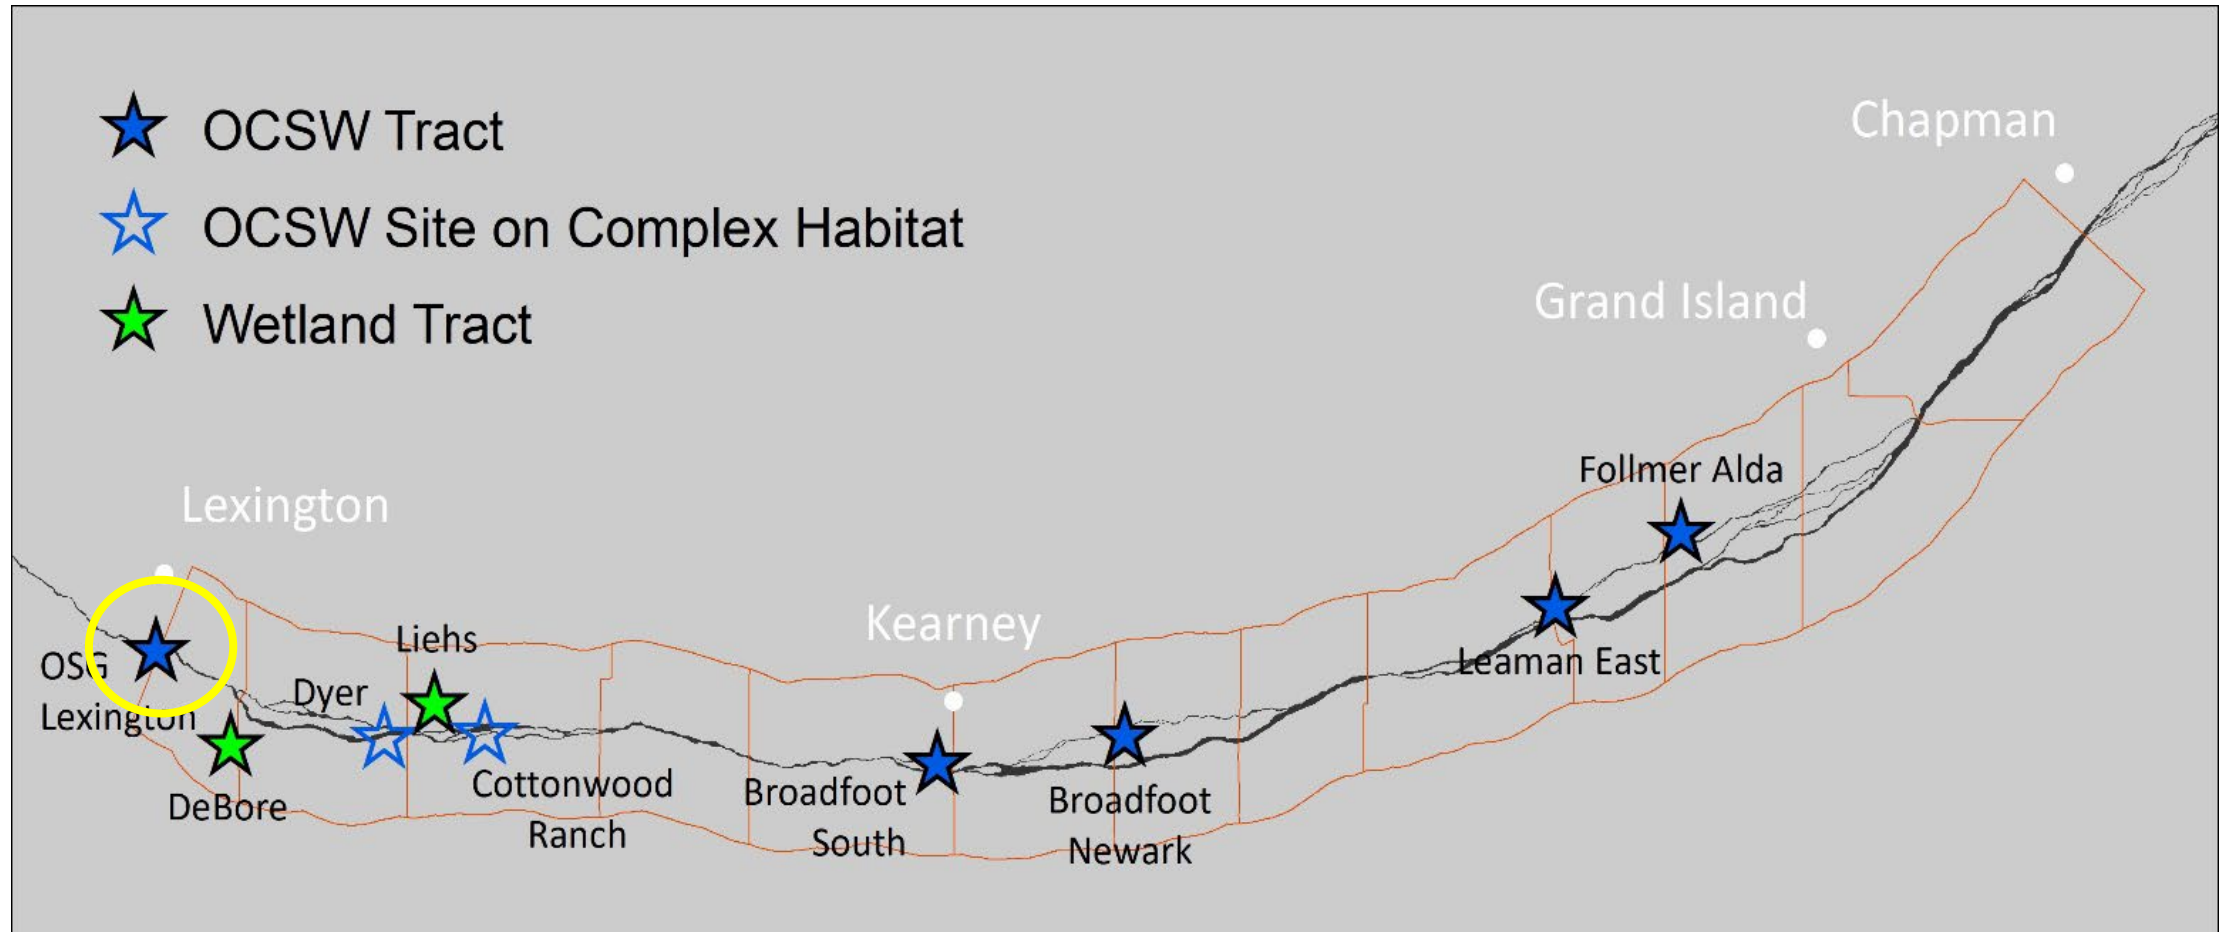 OCSW Tract
OCSW Site on Complex Habitat
Wetland Tract
Chapman
Grand Island
Follmer Alda
Lexington
Kearney
Liehs
OSG
Lexington
Dyer
Leaman East
DeBore
Cottonwood
Ranch
Broadfoot
South
Broadfoot
Newark